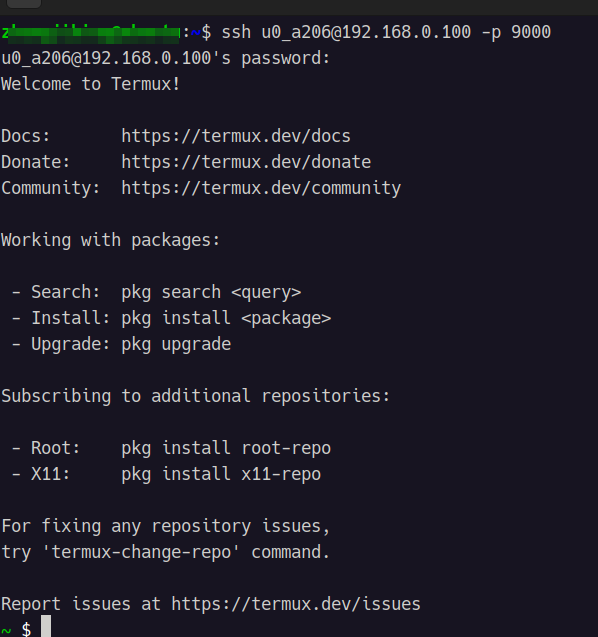 :~$ ssh u0_a206@192.168.0.100 -p 9000
u0_a206@192.168.0.100's password:
Welcome to Termux!
Docs: https://termux.dev/docs
Donate: https://termux.dev/donate
Community: https://termux.dev/community
Working with packages:
- Search: pkg search <query>
- Install: pkg install <package>
- Upgrade: pkg upgrade
Subscribing to additional repositories:
- Root: pkg install root-repo
- X11: pkg install x11-repo
For fixing any repository issues,
try 'termux-change-repo' command.
Report issues at https://termux.dev/issues
~ $